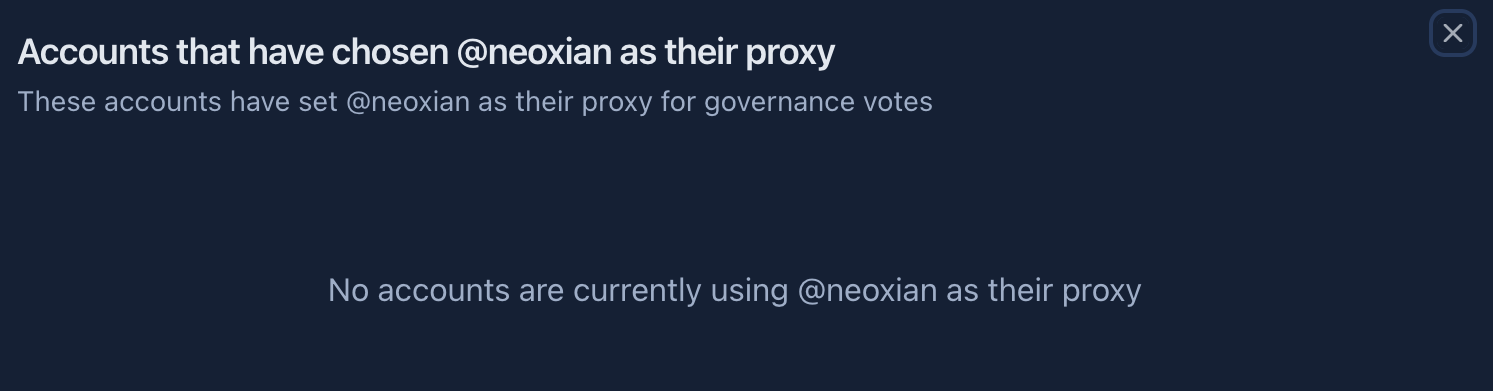 Accounts that have chosen @neoxian as their proxy
These accounts have set @neoxian as their proxy for governance votes
No accounts are currently using @neoxian as their proxy